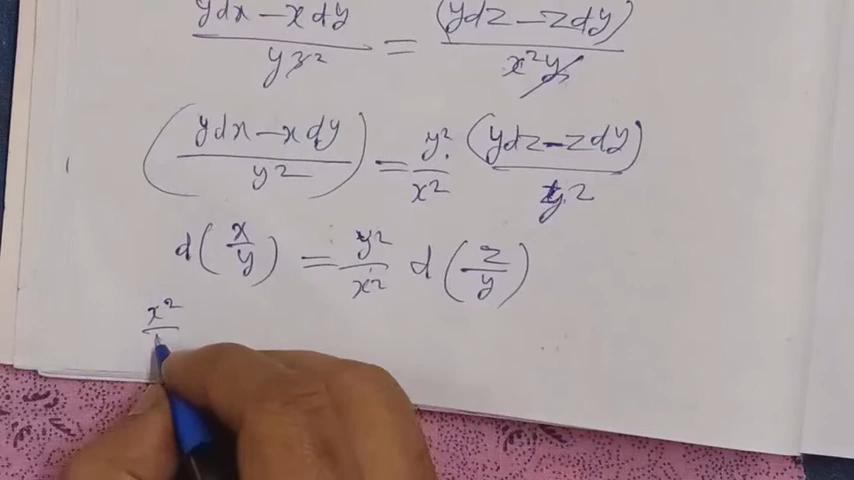 (ydx - xdy)/(yz²) = (ydz - zdy)/(x²y)
((ydx - xdy)/y²) = y²/x² (ydz - zdy)/y²
d(x/y) = y²/x² d(z/y)
x²